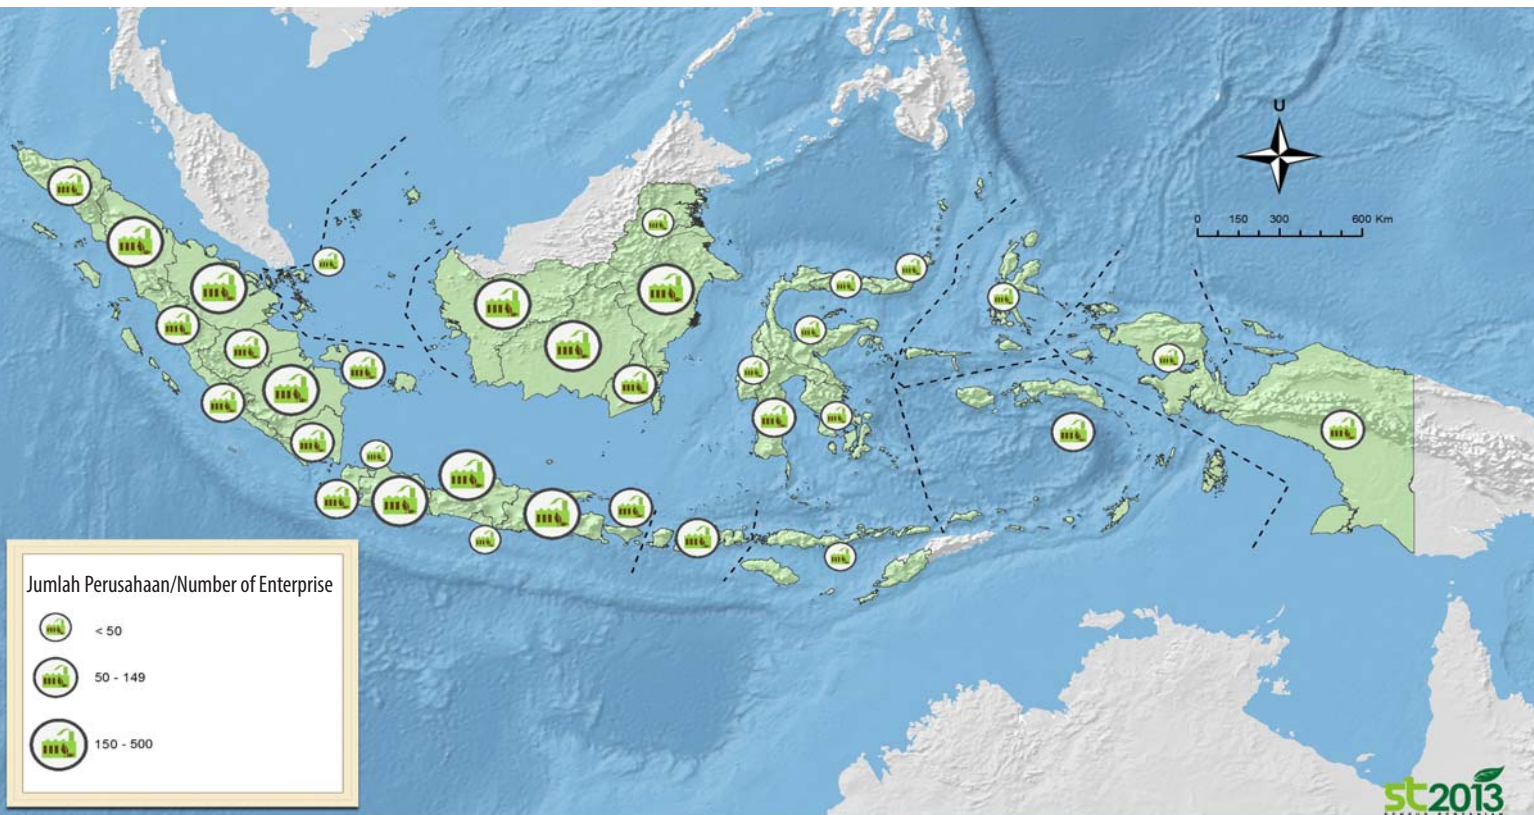 U
0 150 300 600 Km
Jumlah Perusahaan/Number of Enterprise
< 50
50 - 149
150 - 500
st2013